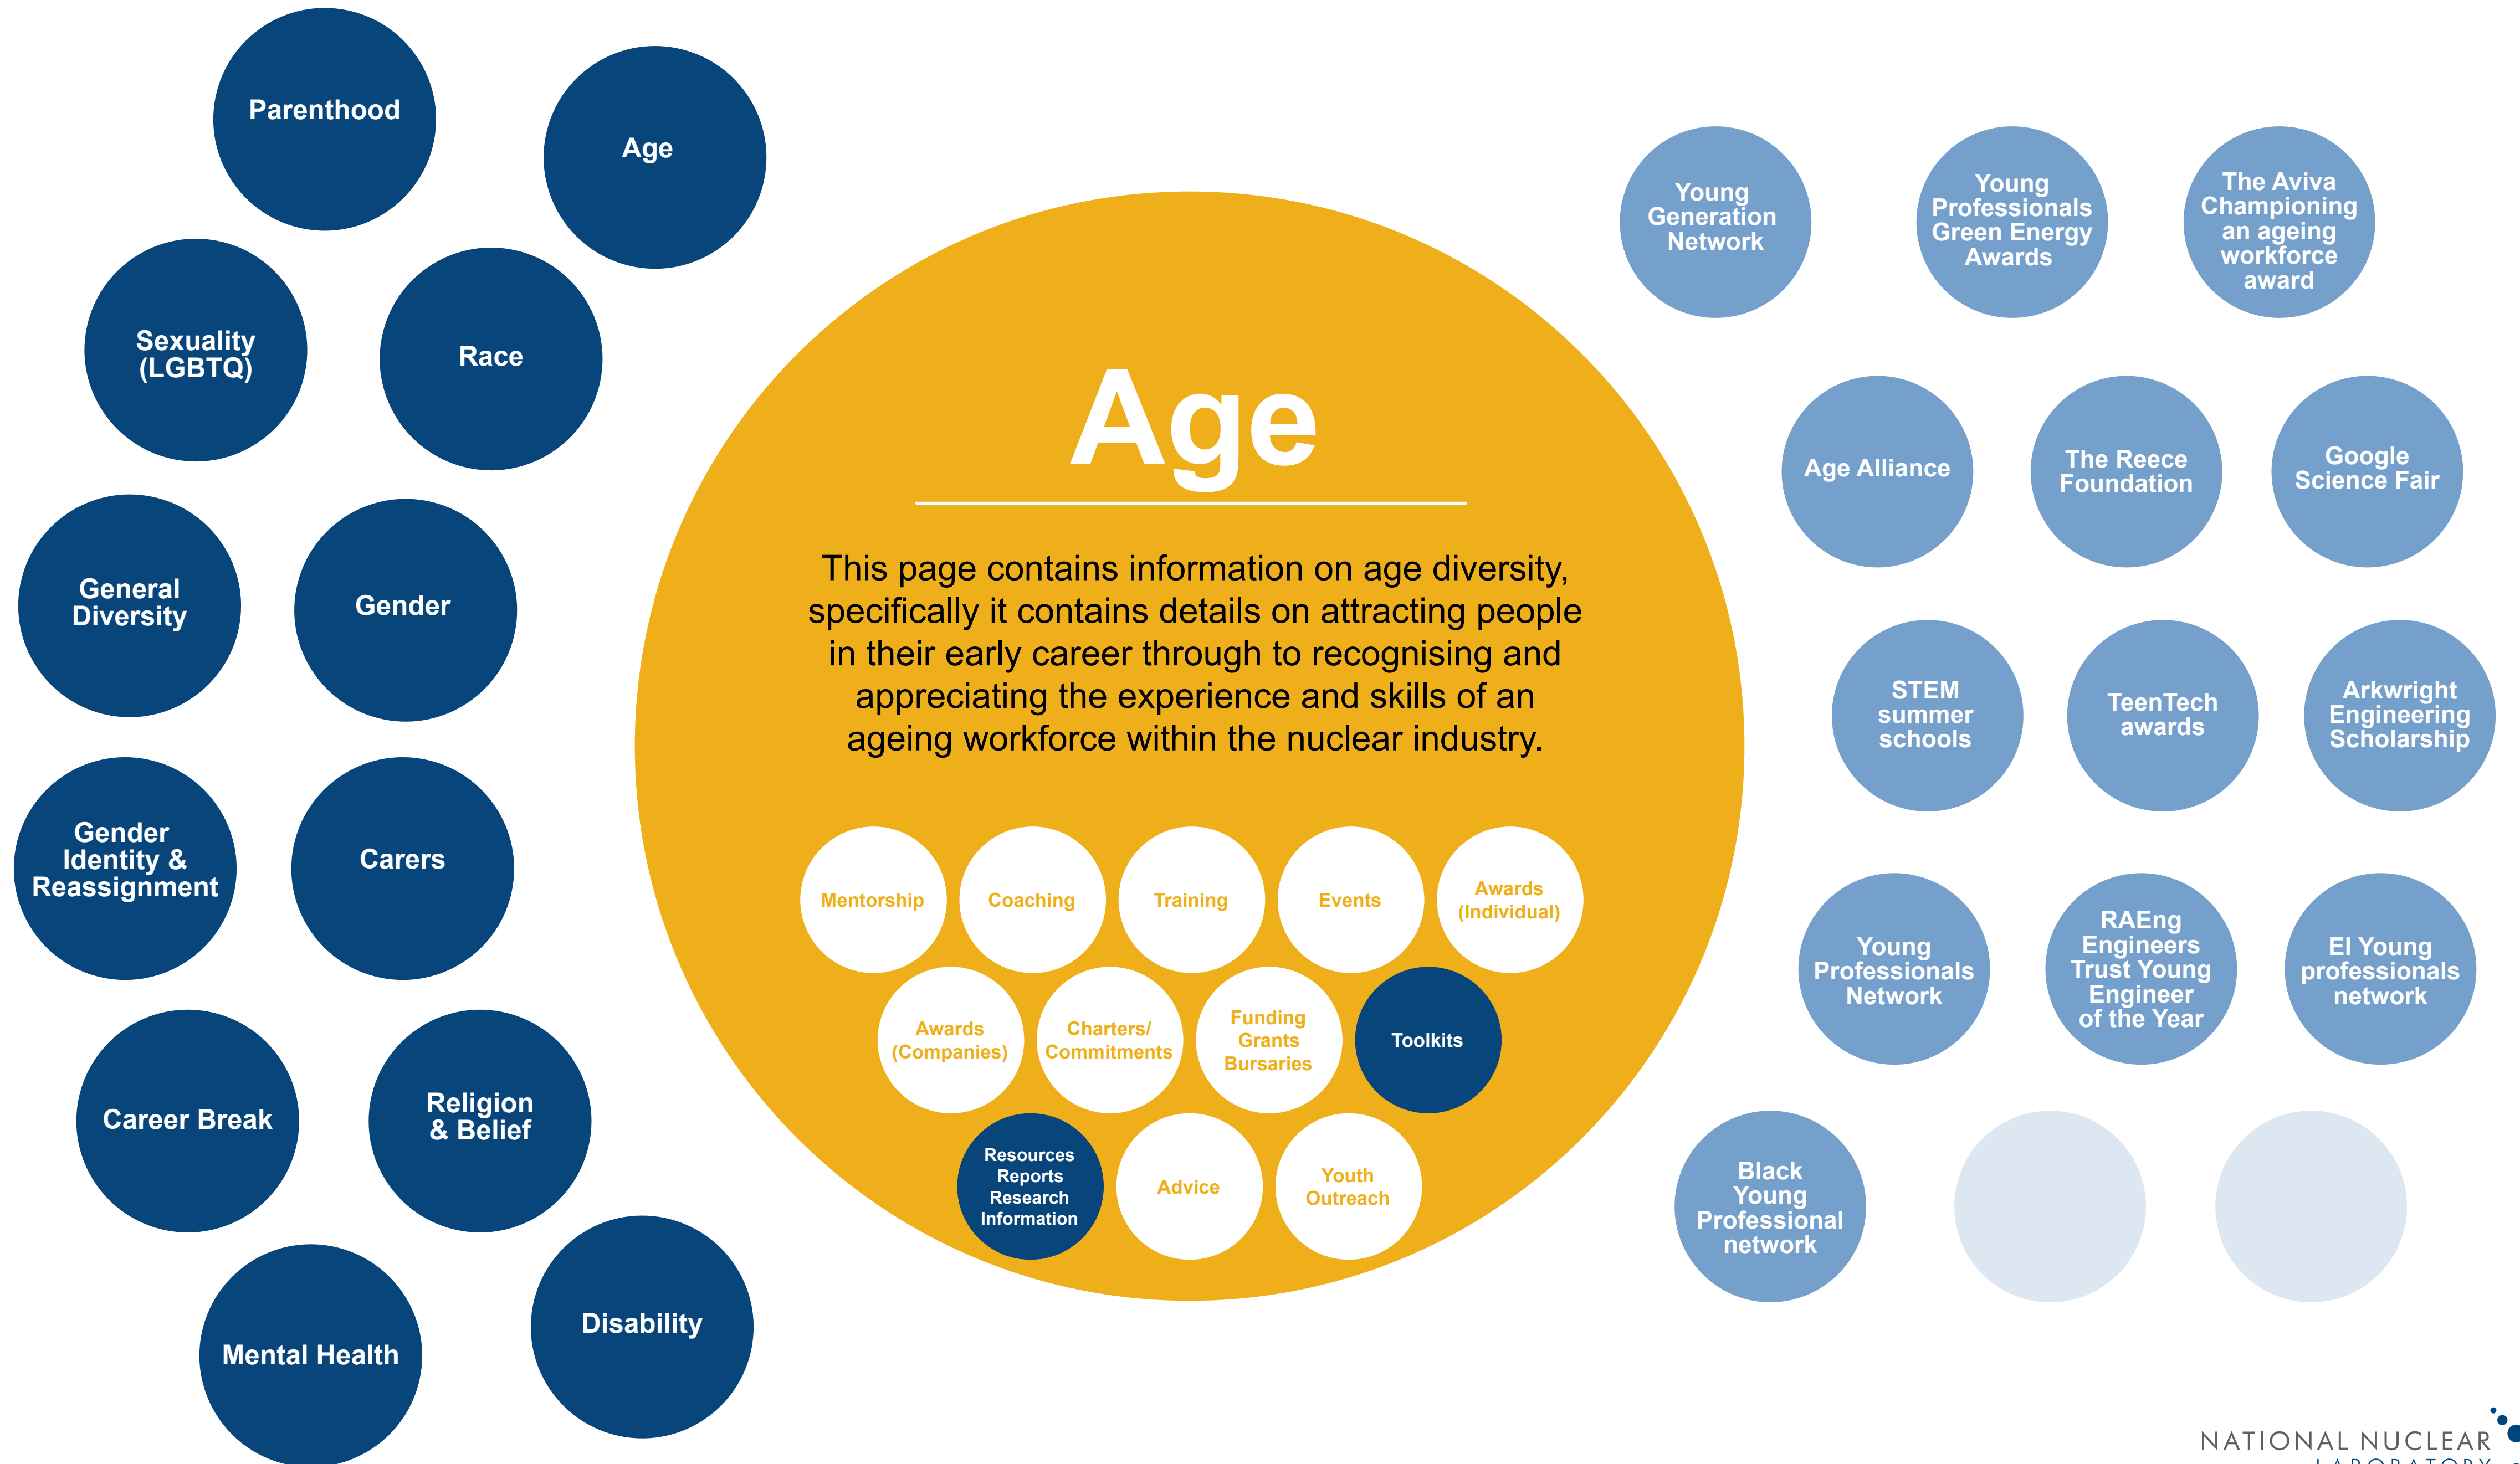 Parenthood
Age
Sexuality
(LGBTQ)
Race
General
Diversity
Gender
Gender
Identity &
Reassignment
Carers
Career Break
Religion
& Belief
Mental Health
Disability
Age
This page contains information on age diversity,
specifically it contains details on attracting people
in their early career through to recognising and
appreciating the experience and skills of an
ageing workforce within the nuclear industry.
Mentorship
Coaching
Training
Events
Awards
(Individual)
Awards
(Companies)
Charters/
Commitments
Funding
Grants
Bursaries
Toolkits
Resources
Reports
Research
Information
Advice
Youth
Outreach
Young
Generation
Network
Young
Professionals
Green Energy
Awards
The Aviva
Championing
an ageing
workforce
award
Age Alliance
The Reece
Foundation
Google
Science Fair
STEM
summer
schools
TeenTech
awards
Arkwright
Engineering
Scholarship
Young
Professionals
Network
RAEng
Engineers
Trust Young
Engineer
of the Year
EI Young
professionals
network
Black
Young
Professional
network
NATIONAL NUCLEAR
LABORATORY